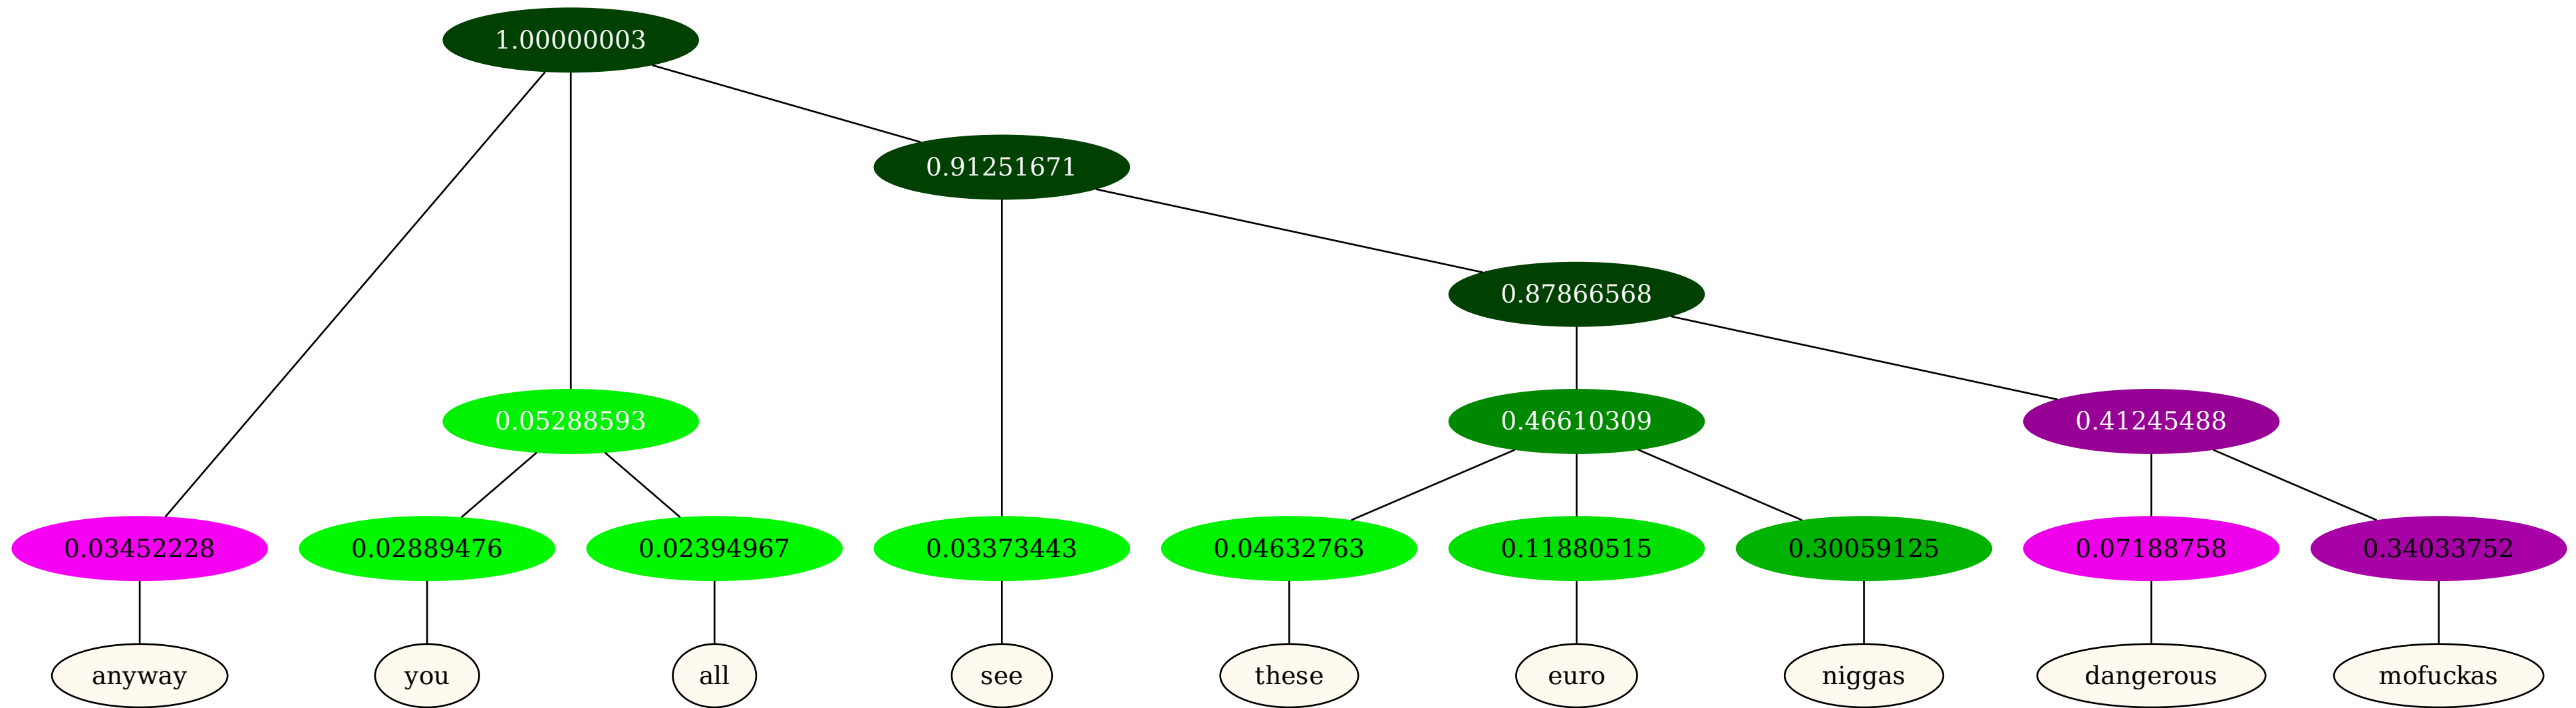 1.00000003
0.91251671
0.87866568
0.05288593 0.46610309 0.41245488
0.03452228 0.02889476 0.02394967 0.03373443 0.04632763 0.11880515 0.30059125 0.07188758 0.34033752
anyway you all see these euro niggas dangerous mofuckas